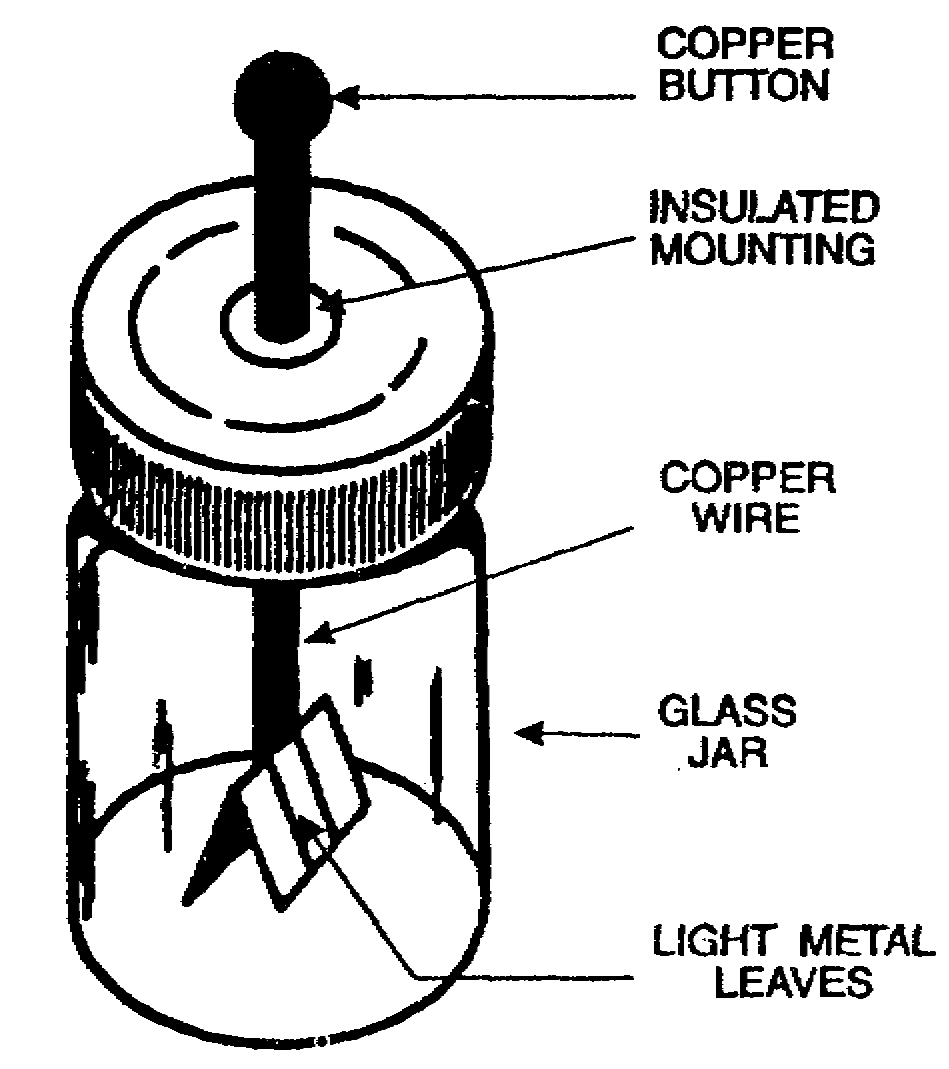 COPPER
BUTTON
INSULATED
MOUNTING
COPPER
WIRE
GLASS
JAR
LIGHT METAL
LEAVES